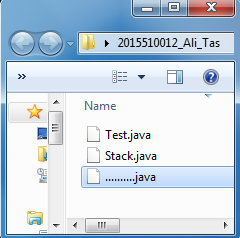 2015510012_Ali_Tas
»
?
Name
Test.java
Stack.java
..........java